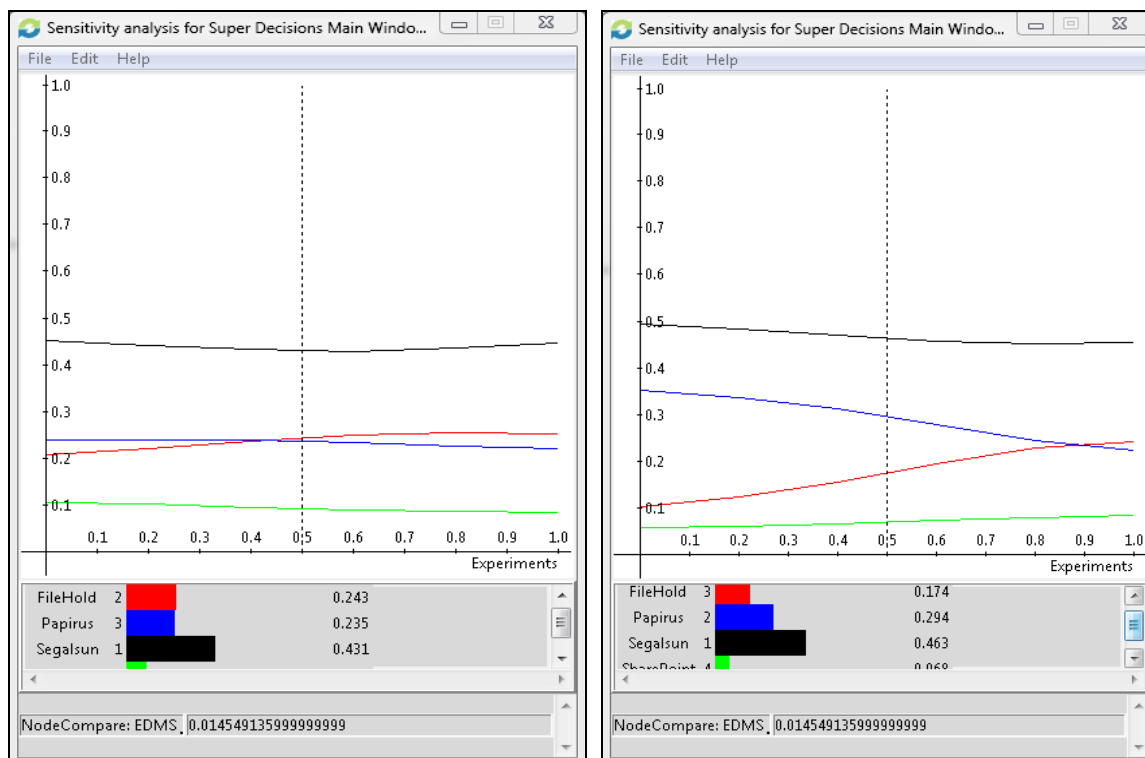 Sensitivity analysis for Super Decisions Main Windo...
File Edit Help
1.0
0.9
0.8
0.7
0.6
0.5
0.4
0.3
0.2
0.1
0.1 0.2 0.3 0.4 0.5 0.6 0.7 0.8 0.9 1.0
Experiments
FileHold 2 0.243
Papirus 3 0.235
Segalsun 1 0.431
NodeCompare: EDMS, 0.014549135999999999
Sensitivity analysis for Super Decisions Main Windo...
File Edit Help
1.0
0.9
0.8
0.7
0.6
0.5
0.4
0.3
0.2
0.1
0.1 0.2 0.3 0.4 0.5 0.6 0.7 0.8 0.9 1.0
Experiments
FileHold 3 0.174
Papirus 2 0.294
Segalsun 1 0.463
SharePoint 4 0.068
NodeCompare: EDMS, 0.014549135999999999